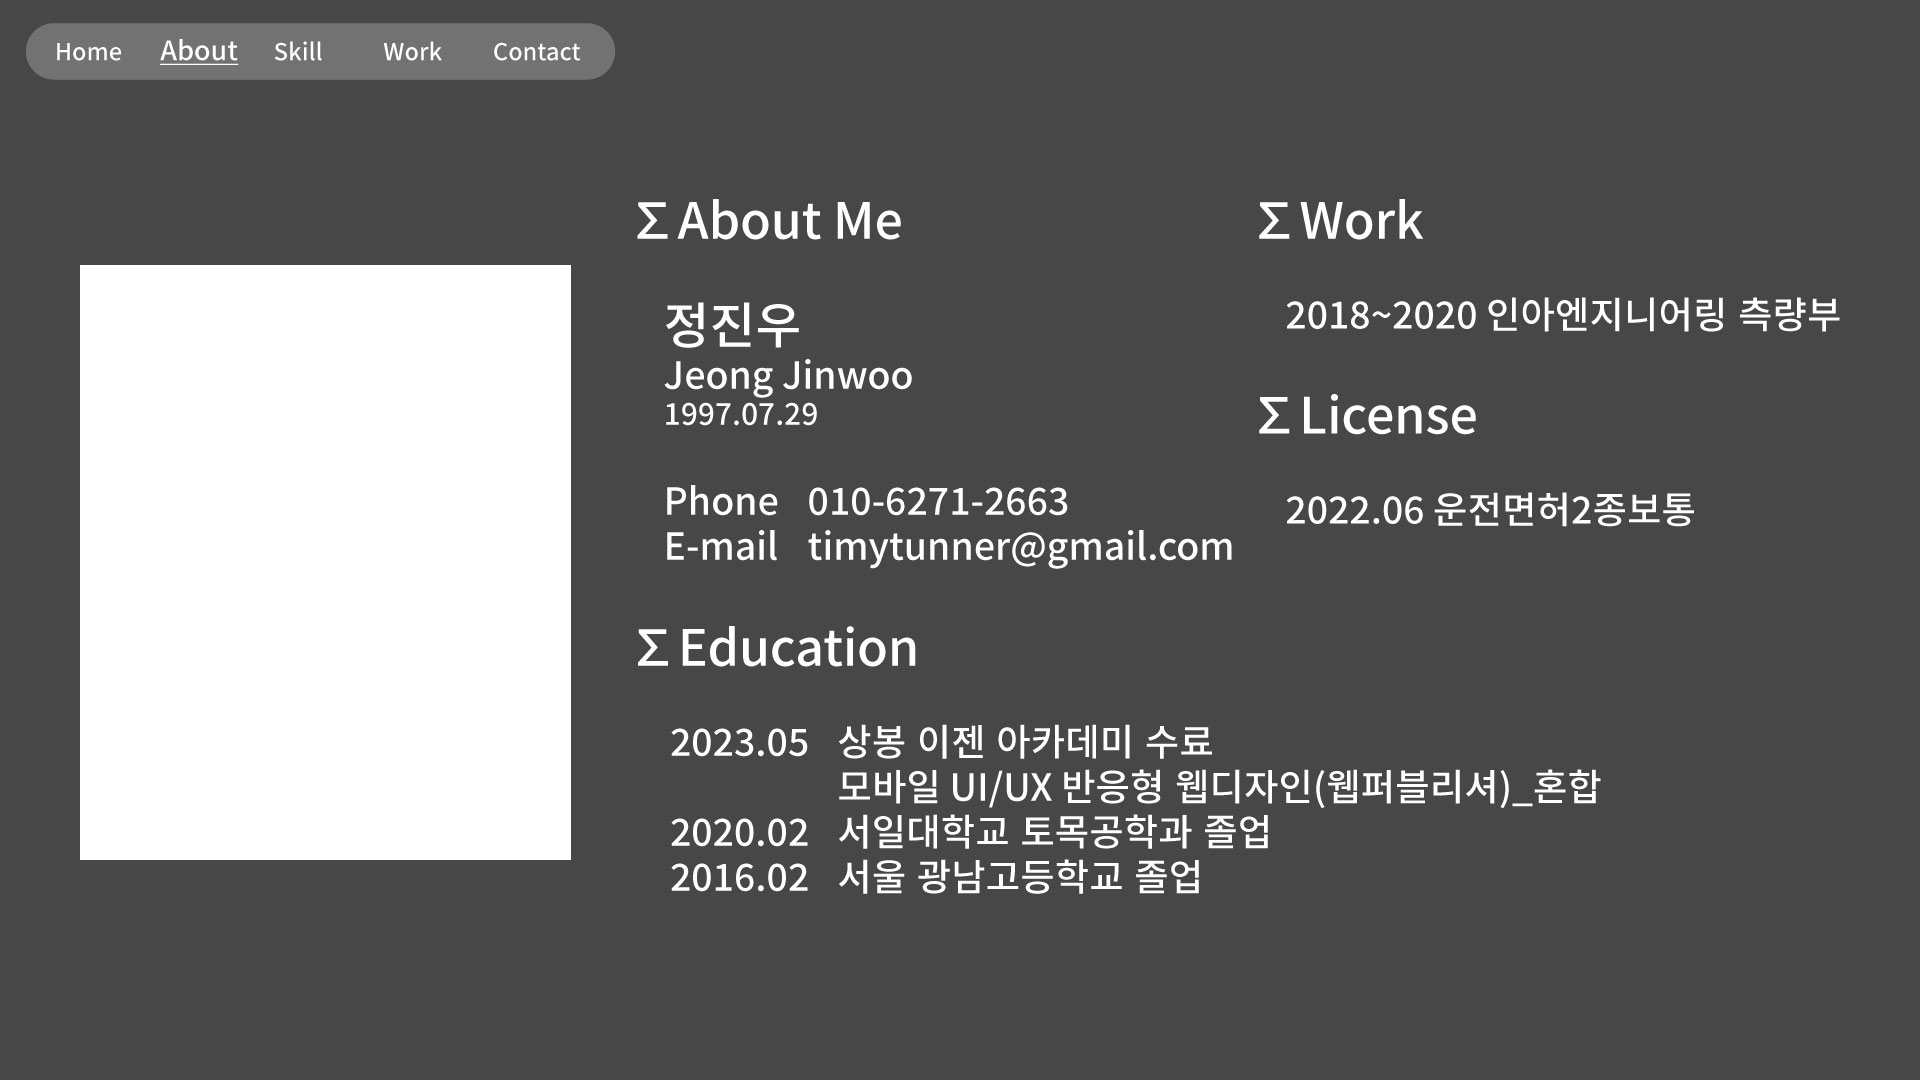 Home About Skill Work Contact
Σ About Me
정진우
Jeong Jinwoo
1997.07.29
Phone 010-6271-2663
E-mail timytunner@gmail.com
Σ Education
2023.05 상봉 이젠 아카데미 수료
모바일 UI/UX 반응형 웹디자인(웹퍼블리셔)_혼합
2020.02 서일대학교 토목공학과 졸업
2016.02 서울 광남고등학교 졸업
Σ Work
2018~2020 인아엔지니어링 측량부
Σ License
2022.06 운전면허2종보통